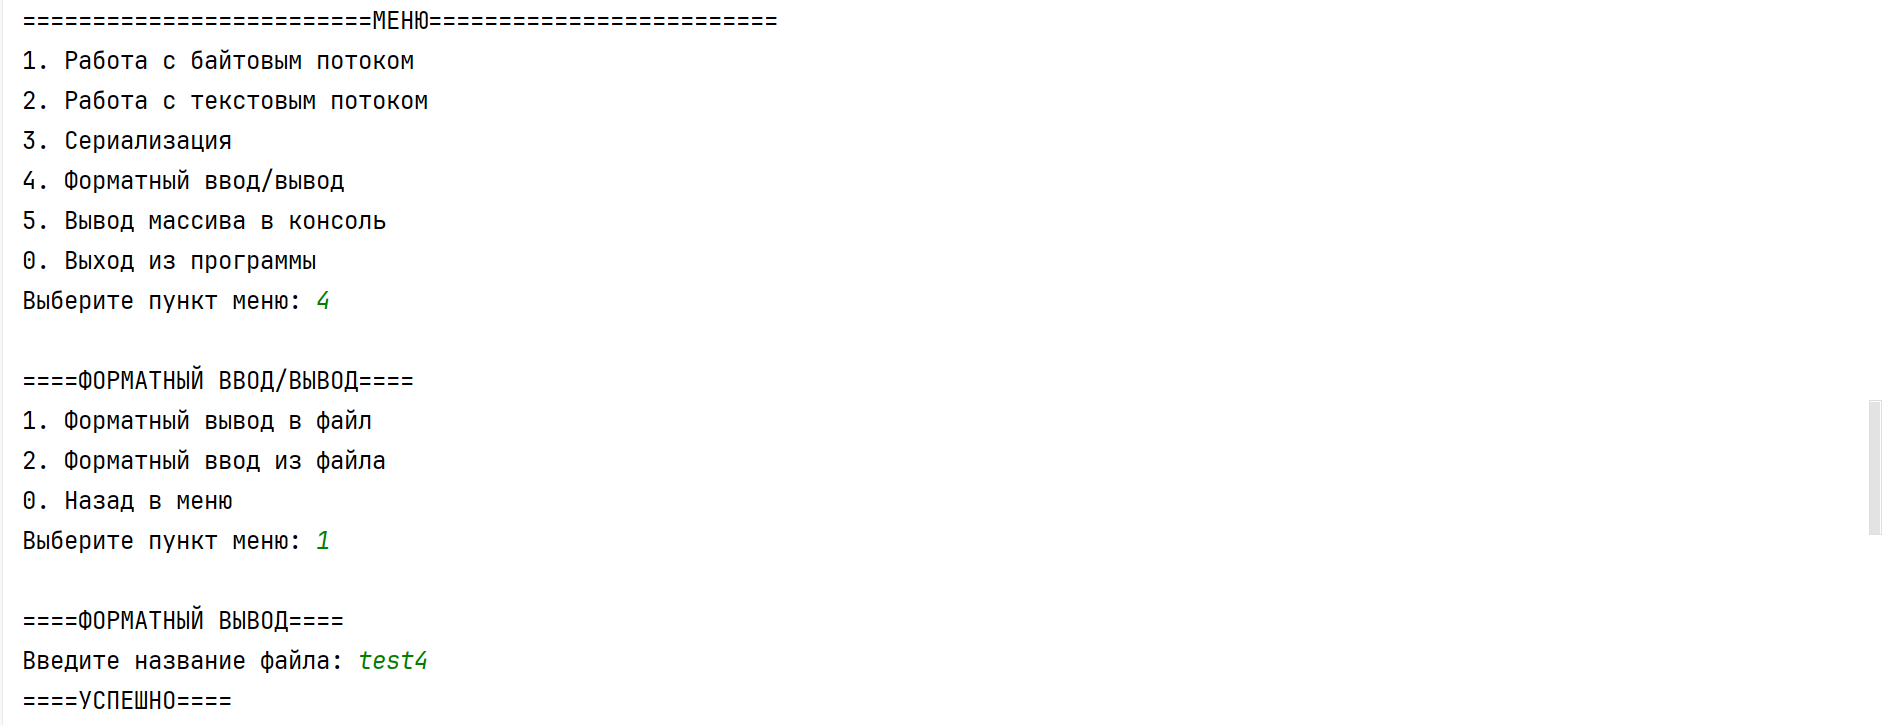 =========================МЕНЮ=========================
1. Работа с байтовым потоком
2. Работа с текстовым потоком
3. Сериализация
4. Форматный ввод/вывод
5. Вывод массива в консоль
0. Выход из программы
Выберите пункт меню: 4
====ФОРМАТНЫЙ ВВОД/ВЫВОД====
1. Форматный вывод в файл
2. Форматный ввод из файла
0. Назад в меню
Выберите пункт меню: 1
====ФОРМАТНЫЙ ВЫВОД====
Введите название файла: test4
====УСПЕШНО====